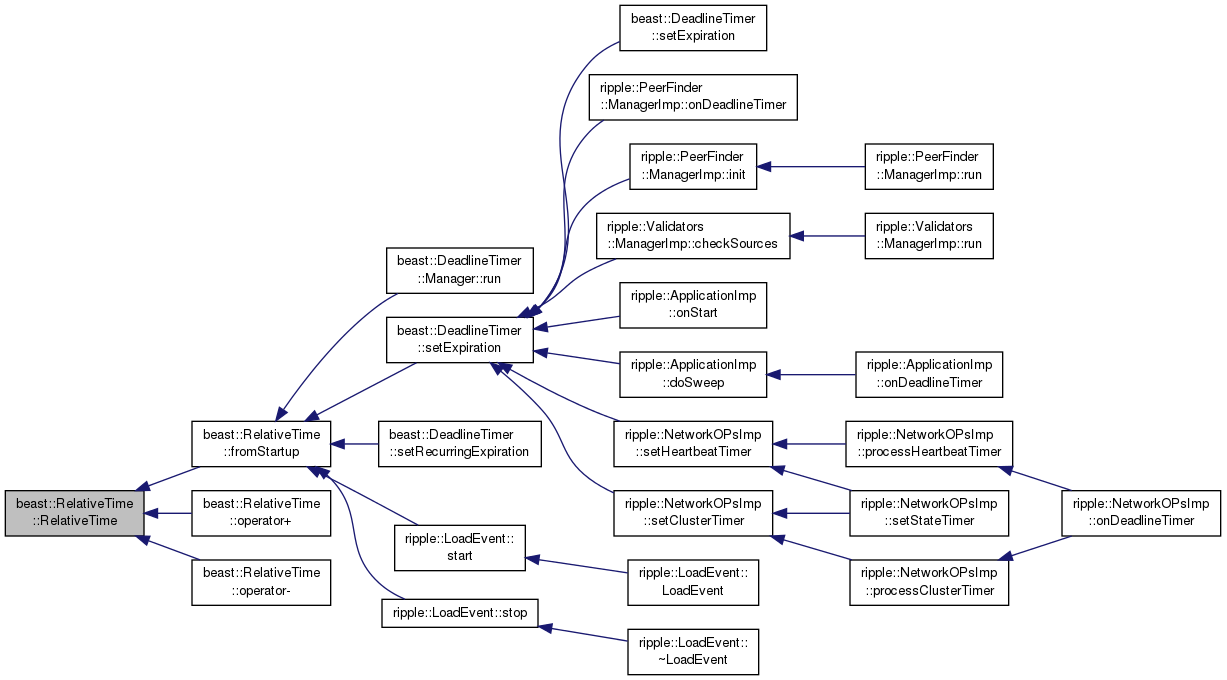 beast::DeadlineTimer
::setExpiration
ripple::PeerFinder
::ManagerImp::onDeadlineTimer
ripple::PeerFinder
::ManagerImp::init
ripple::PeerFinder
::ManagerImp::run
ripple::Validators
::ManagerImp::checkSources
ripple::Validators
::ManagerImp::run
beast::DeadlineTimer
::Manager::run
ripple::ApplicationImp
::onStart
beast::DeadlineTimer
::setExpiration
ripple::ApplicationImp
::doSweep
ripple::ApplicationImp
::onDeadlineTimer
beast::RelativeTime
::fromStartup
beast::DeadlineTimer
::setRecurringExpiration
ripple::NetworkOPsImp
::setHeartbeatTimer
ripple::NetworkOPsImp
::processHeartbeatTimer
beast::RelativeTime
::RelativeTime
beast::RelativeTime
::operator+
ripple::NetworkOPsImp
::setClusterTimer
ripple::NetworkOPsImp
::setStateTimer
ripple::NetworkOPsImp
::onDeadlineTimer
ripple::LoadEvent::
start
beast::RelativeTime
::operator-
ripple::LoadEvent::
LoadEvent
ripple::NetworkOPsImp
::processClusterTimer
ripple::LoadEvent::stop
ripple::LoadEvent::
~LoadEvent